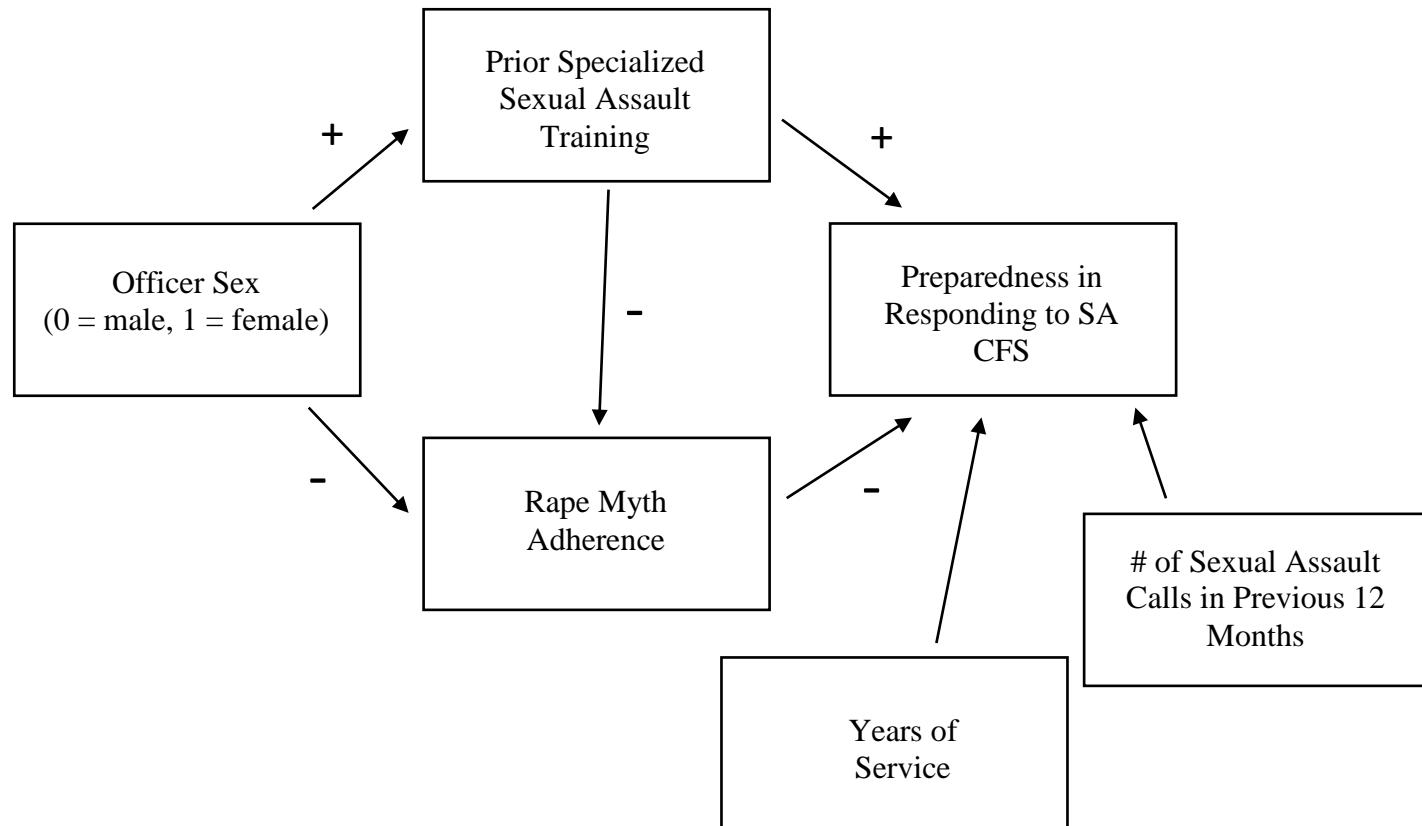 Prior Specialized
Sexual Assault
Training
+
+
Officer Sex
(0 = male, 1 = female)
Preparedness in
Responding to SA
CFS
-
-
Rape Myth
Adherence
-
# of Sexual Assault
Calls in Previous 12
Months
Years of
Service